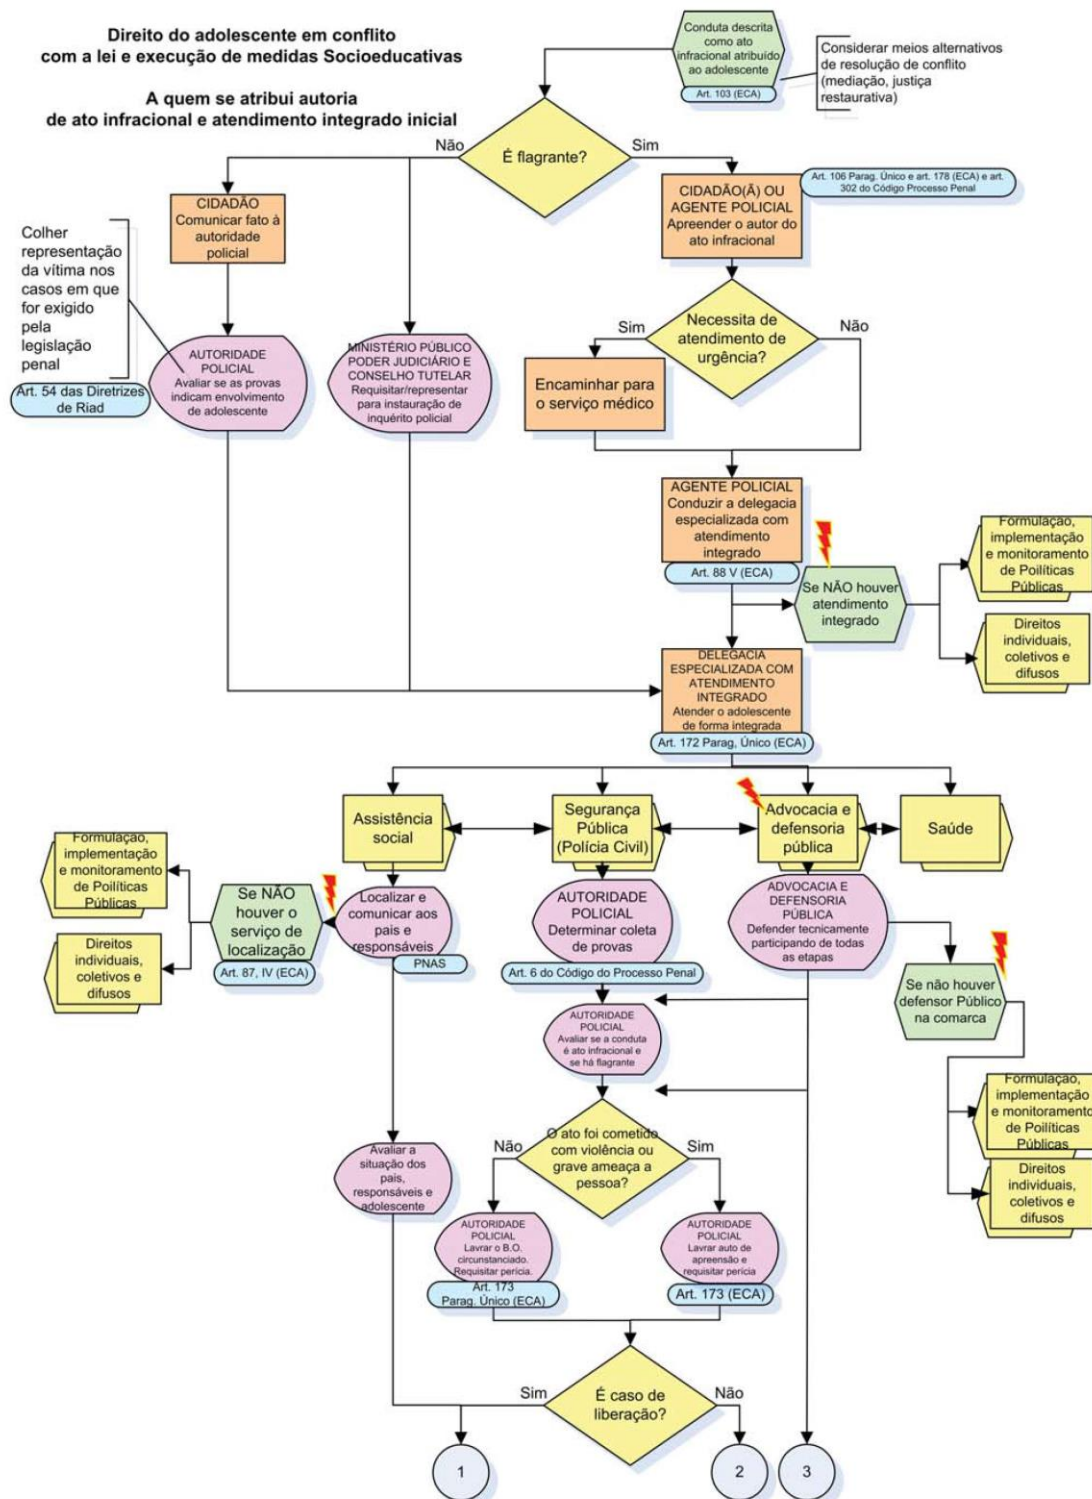 Direito do adolescente em conflito
com a lei e execução de medidas Socioeducativas
A quem se atribui autoria
de ato infracional e atendimento integrado inicial
Conduta descrita
como ato
infracional atribuído
ao adolescente
Art. 103 (ECA)
Considerar meios alternativos
de resolução de conflito
(mediação, justiça
restaurativa)
É flagrante?
Não
Sim
CIDADÃO
Comunicar fato à
autoridade
policial
CIDADÃO(Ã) OU
AGENTE POLICIAL
Apreender o autor do
ato infracional
Art. 106 Parag. Único e art. 178 (ECA) e art.
302 do Código Processo Penal
Colher
representação
da vítima nos
casos em que
for exigido
pela
legislação
penal
Art. 54 das Diretrizes
de Riad
AUTORIDADE
POLICIAL
Avaliar se as provas
indicam envolvimento
de adolescente
MINISTÉRIO PÚBLICO
PODER JUDICIÁRIO E
CONSELHO TUTELAR
Requisitar/representar
para instauração de
inquérito policial
Necessita de
atendimento de
urgência?
Sim
Não
Encaminhar para
o serviço médico
AGENTE POLICIAL
Conduzir a delegacia
especializada com
atendimento
integrado
Art. 88 V (ECA)
Se NÃO houver
atendimento
integrado
Formulação,
implementação
e monitoramento
de Poilíticas
Públicas
Direitos
individuais,
coletivos e
difusos
DELEGACIA
ESPECIALIZADA COM
ATENDIMENTO
INTEGRADO
Atender o adolescente
de forma integrada
Art. 172 Parag, Único (ECA)
Assistência
social
Segurança
Pública
(Polícia Civil)
Advocacia e
defensoria
pública
Saúde
Formulação,
implementação
e monitoramento
de Poilíticas
Públicas
Direitos
individuais,
coletivos e
difusos
Se NÃO
houver o
serviço de
localização
Art. 87, IV (ECA)
Localizar e
comunicar aos
pais e
responsáveis
PNAS
AUTORIDADE
POLICIAL
Determinar coleta
de provas
Art. 6 do Código do Processo Penal
ADVOCACIA E
DEFENSORIA
PÚBLICA
Defender tecnicamente
participando de todas
as etapas
Se não houver
defensor Público
na comarca
AUTORIDADE
POLICIAL
Avaliar se a conduta
é ato infracional e
se há flagrante
Formulação,
implementação
e monitoramento
de Poilíticas
Públicas
Direitos
individuais,
coletivos e
difusos
O ato foi cometido
com violência ou
grave ameaça a
pessoa?
Não
Sim
Avaliar a
situação dos
pais,
responsáveis e
adolescente
AUTORIDADE
POLICIAL
Lavrar o B.O.
circunstanciado.
Requisitar perícia.
Art. 173
Parag. Único (ECA)
AUTORIDADE
POLICIAL
Lavrar auto de
apreensão e
requisitar perícia
Art. 173 (ECA)
É caso de
liberação?
Sim
Não
1
2
3